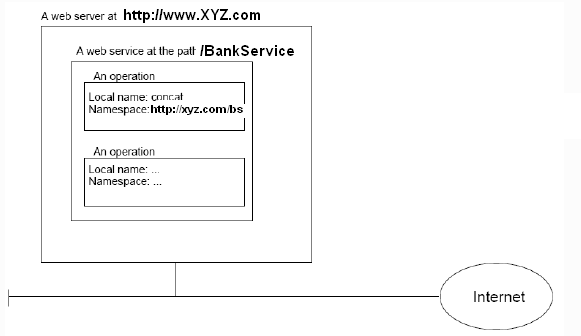 A web server at http://www.XYZ.com
A web service at the path /BankService
An operation
Local name: concat
Namespace:http://xyz.com/bs
An operation
Local name: ...
Namespace: ...
Internet